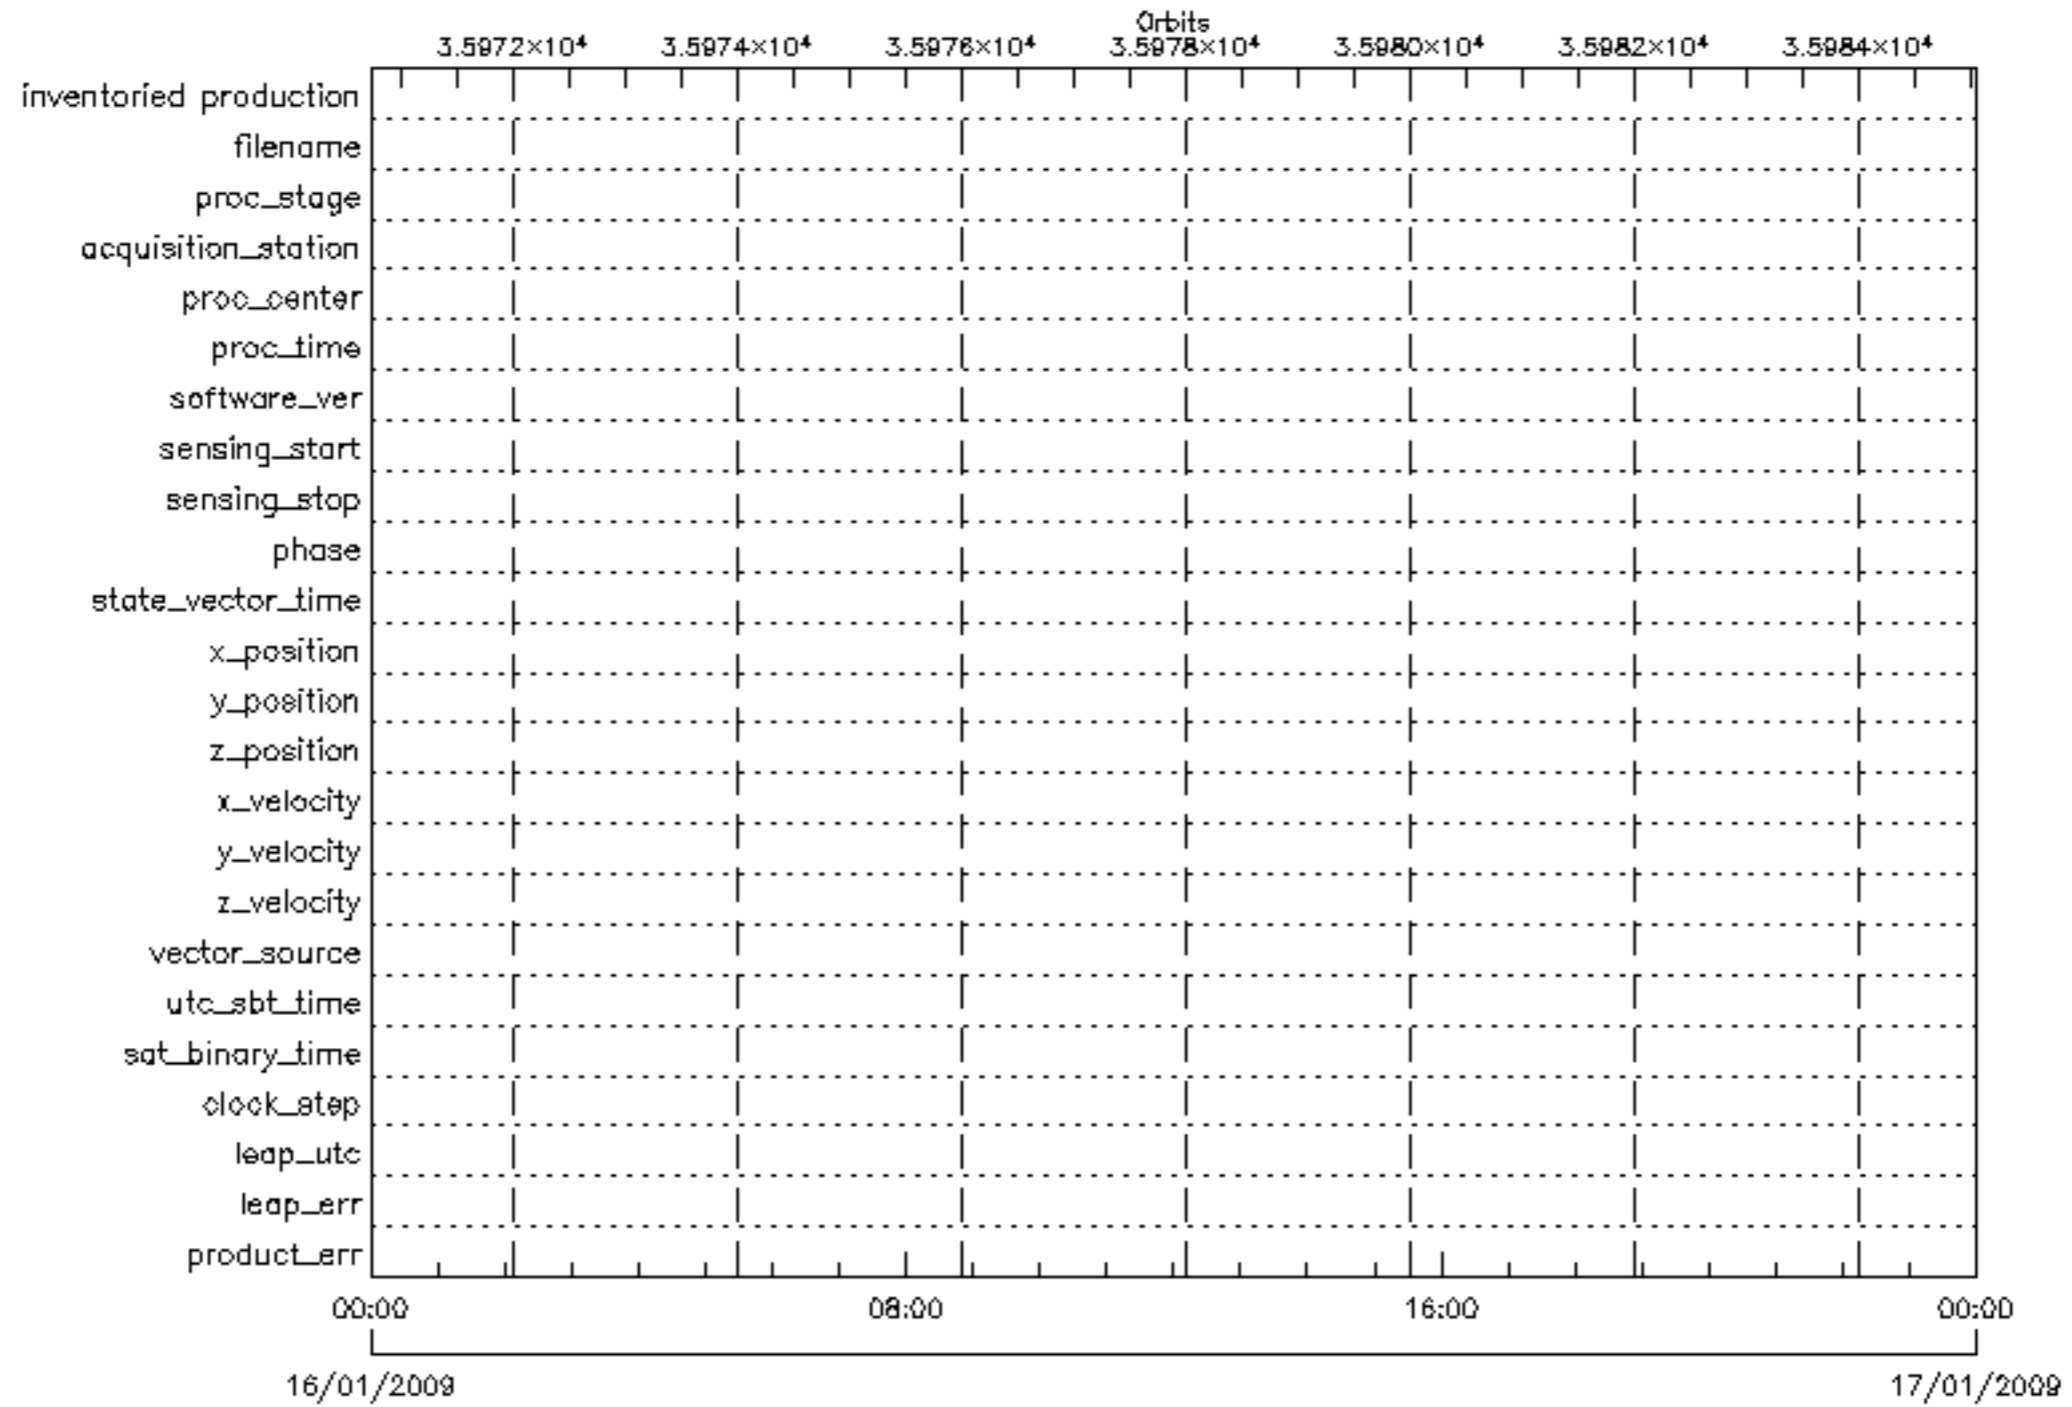 Orbits
3.5972×10⁴ 3.5974×10⁴ 3.5976×10⁴ 3.5978×10⁴ 3.5980×10⁴ 3.5982×10⁴ 3.5984×10⁴
inventoried production
filename
proc_stage
acquisition_station
proc_center
proc_time
software_ver
sensing_start
sensing_stop
phase
state_vector_time
x_position
y_position
z_position
x_velocity
y_velocity
z_velocity
vector_source
utc_sbt_time
sat_binary_time
clock_step
leap_utc
leap_err
product_err
00:00 08:00 16:00 00:00
16/01/2009 17/01/2009